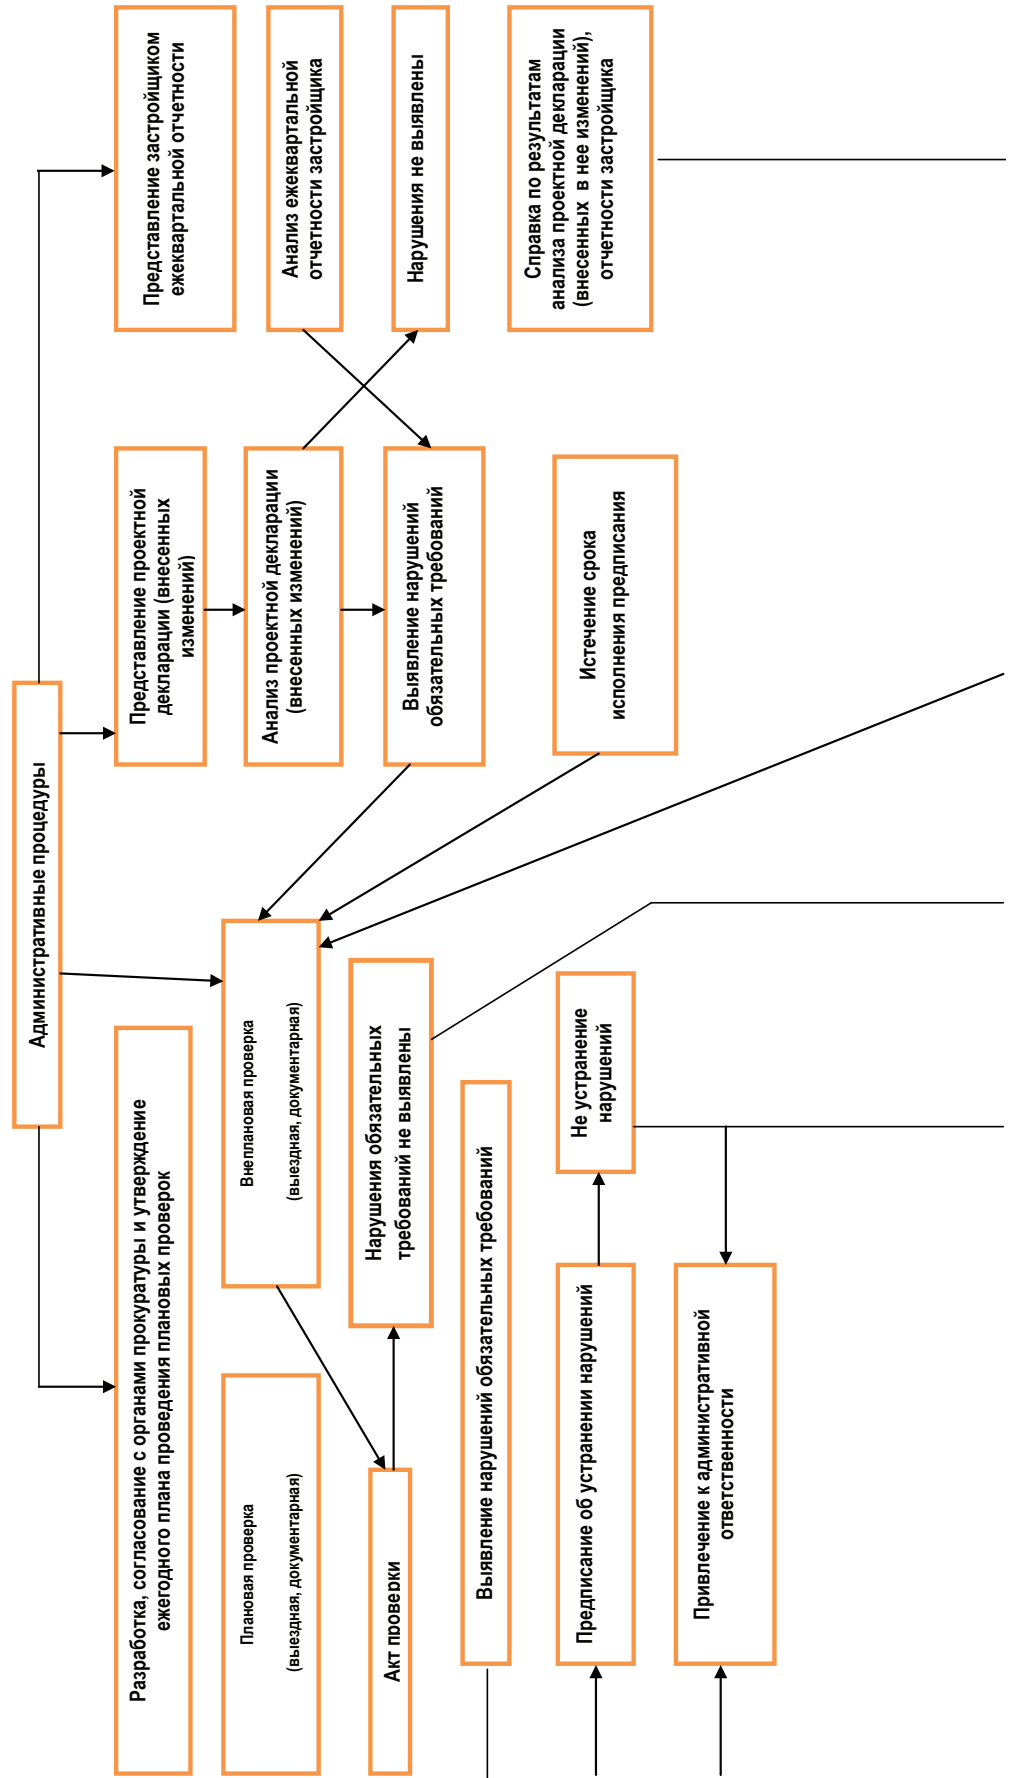 Административные процедуры
Разработка, согласование с органами прокуратуры и утверждение
ежегодного плана проведения плановых проверок
Представление проектной
декларации (внесенных
изменений)
Представление застройщиком
ежеквартальной отчетности
Плановая проверка
(выездная, документарная)
Внеплановая проверка
(выездная, документарная)
Анализ проектной декларации
(внесенных изменений)
Анализ ежеквартальной
отчетности застройщика
Акт проверки
Нарушения обязательных
требований не выявлены
Выявление нарушений
обязательных требований
Нарушения не выявлены
Выявление нарушений обязательных требований
Справка по результатам
анализа проектной декларации
(внесенных в нее изменений),
отчетности застройщика
Предписание об устранении нарушений
Не устранение
нарушений
Истечение срока
исполнения предписания
Привлечение к административной
ответственности